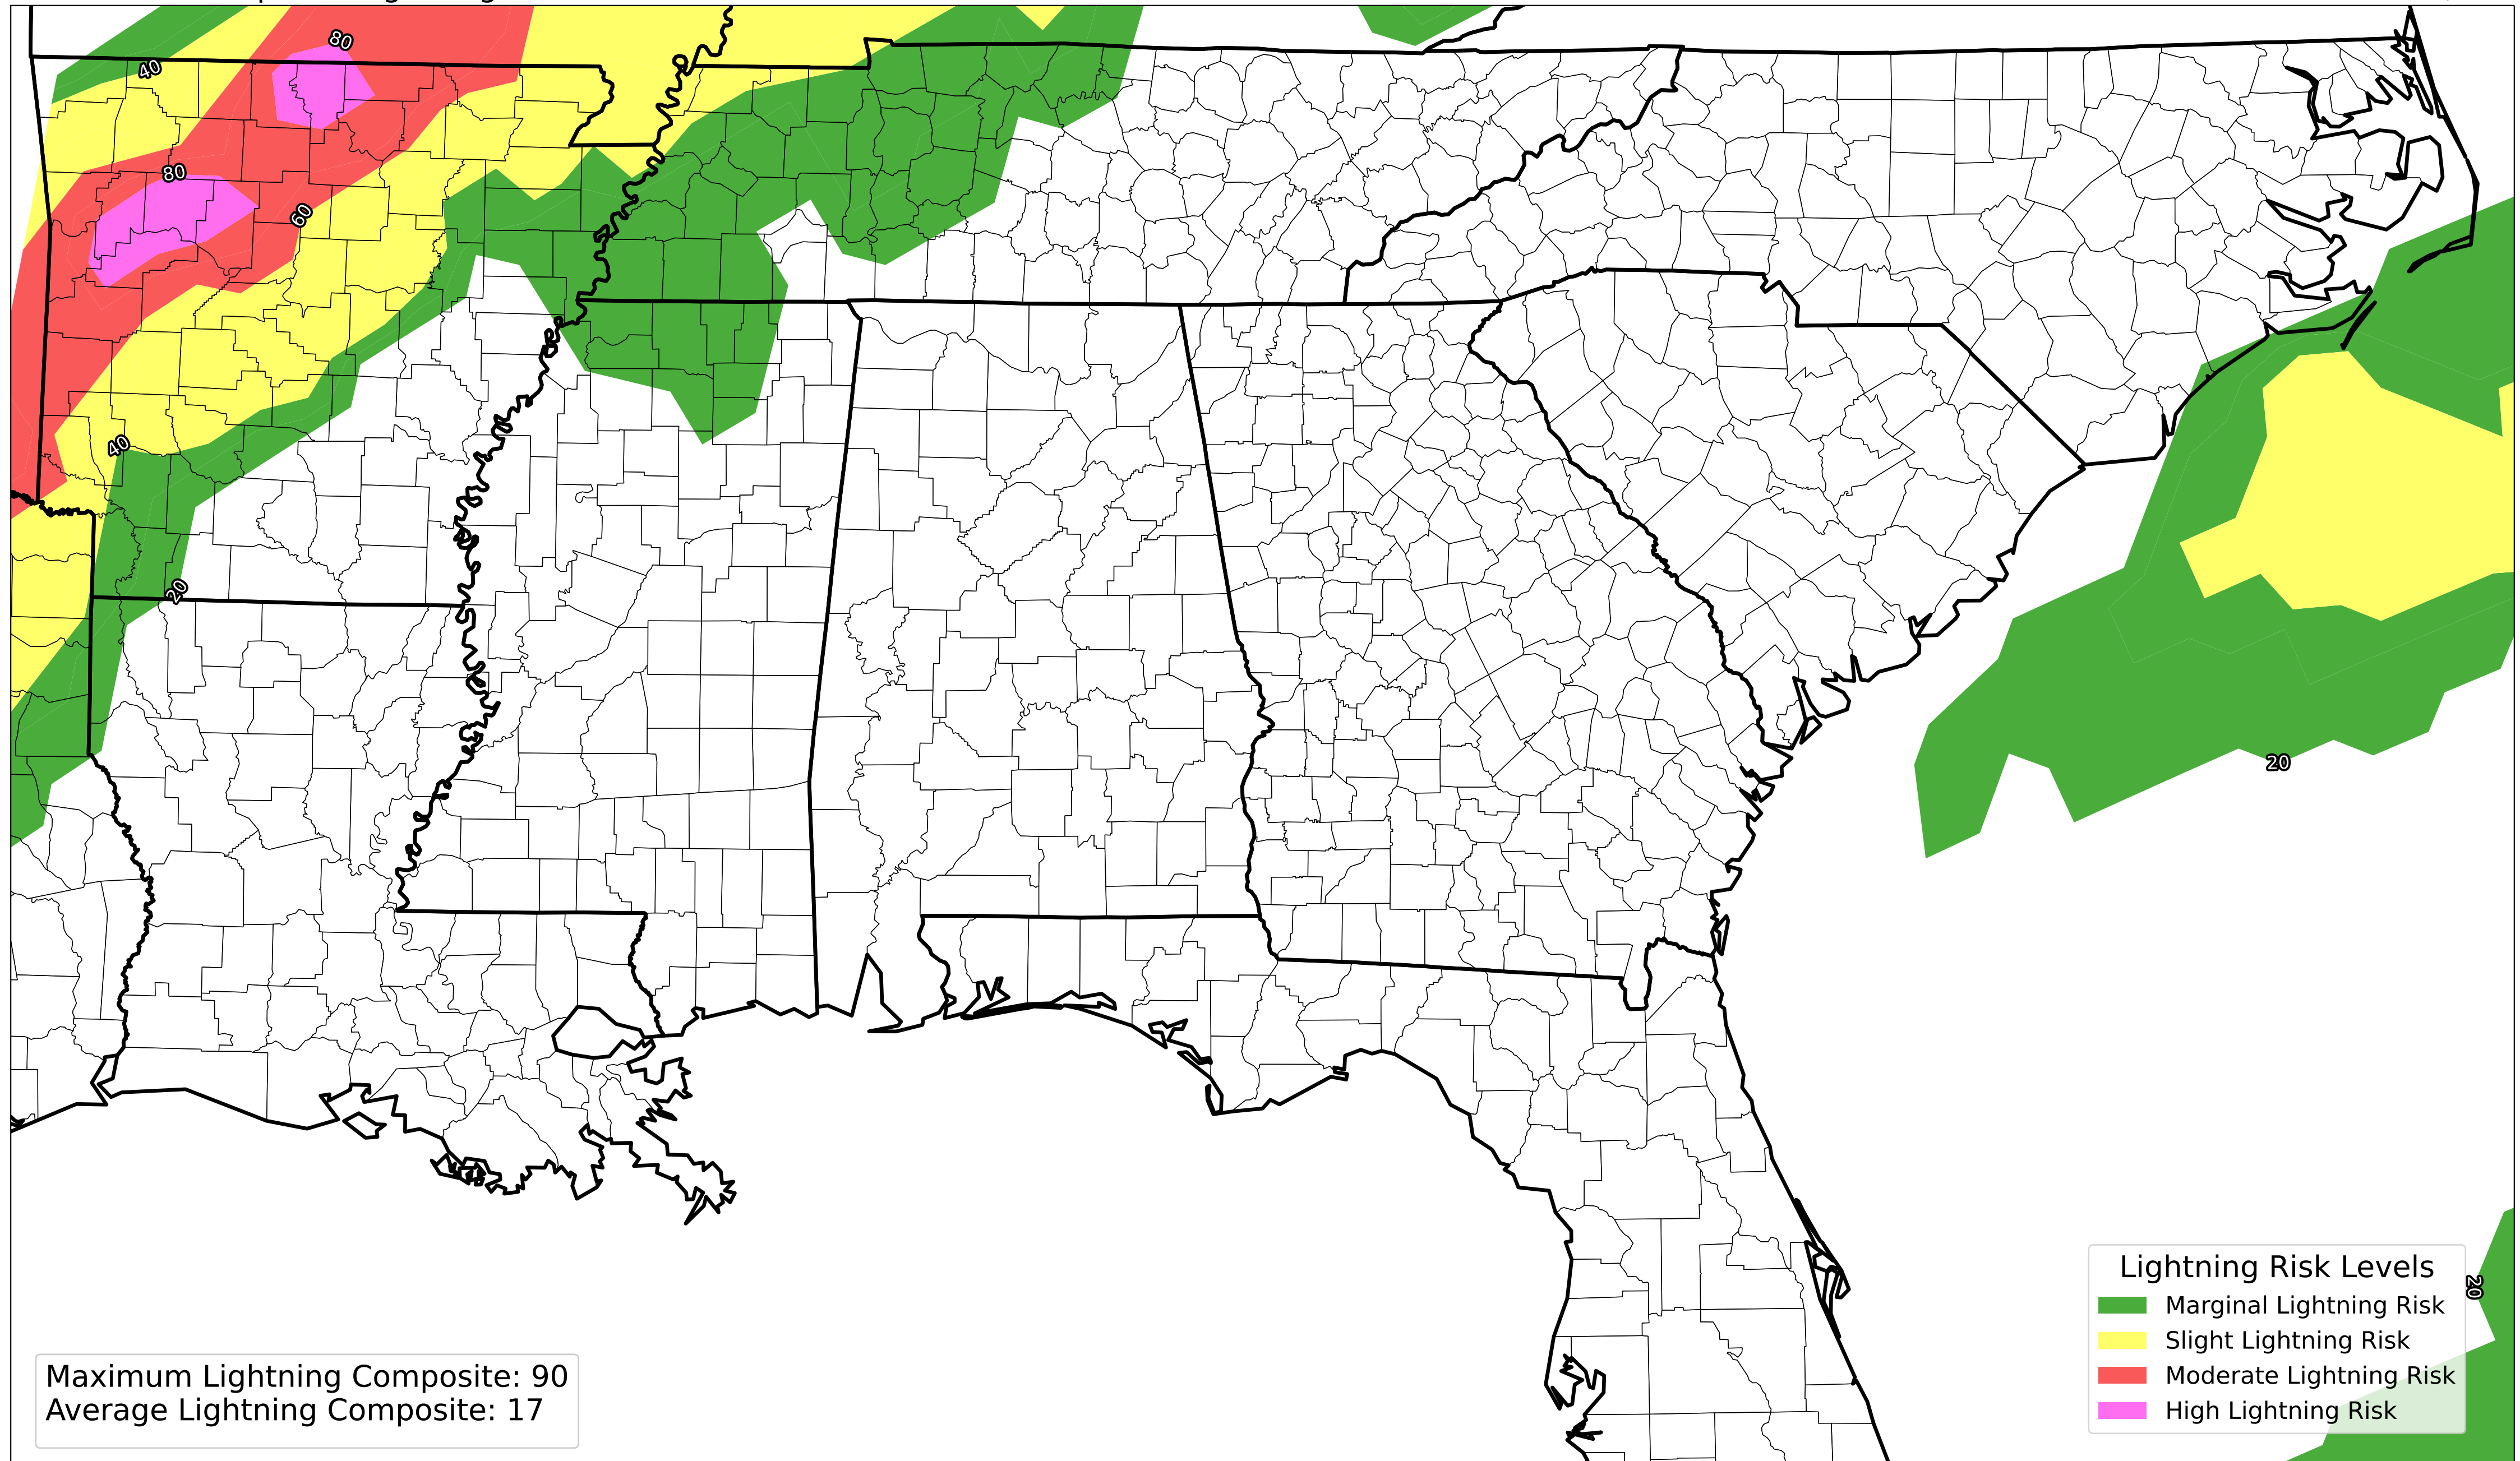 80
40
80
60
40
20
20
20
Lightning Risk Levels
Marginal Lightning Risk
Slight Lightning Risk
Moderate Lightning Risk
High Lightning Risk
Maximum Lightning Composite: 90
Average Lightning Composite: 17